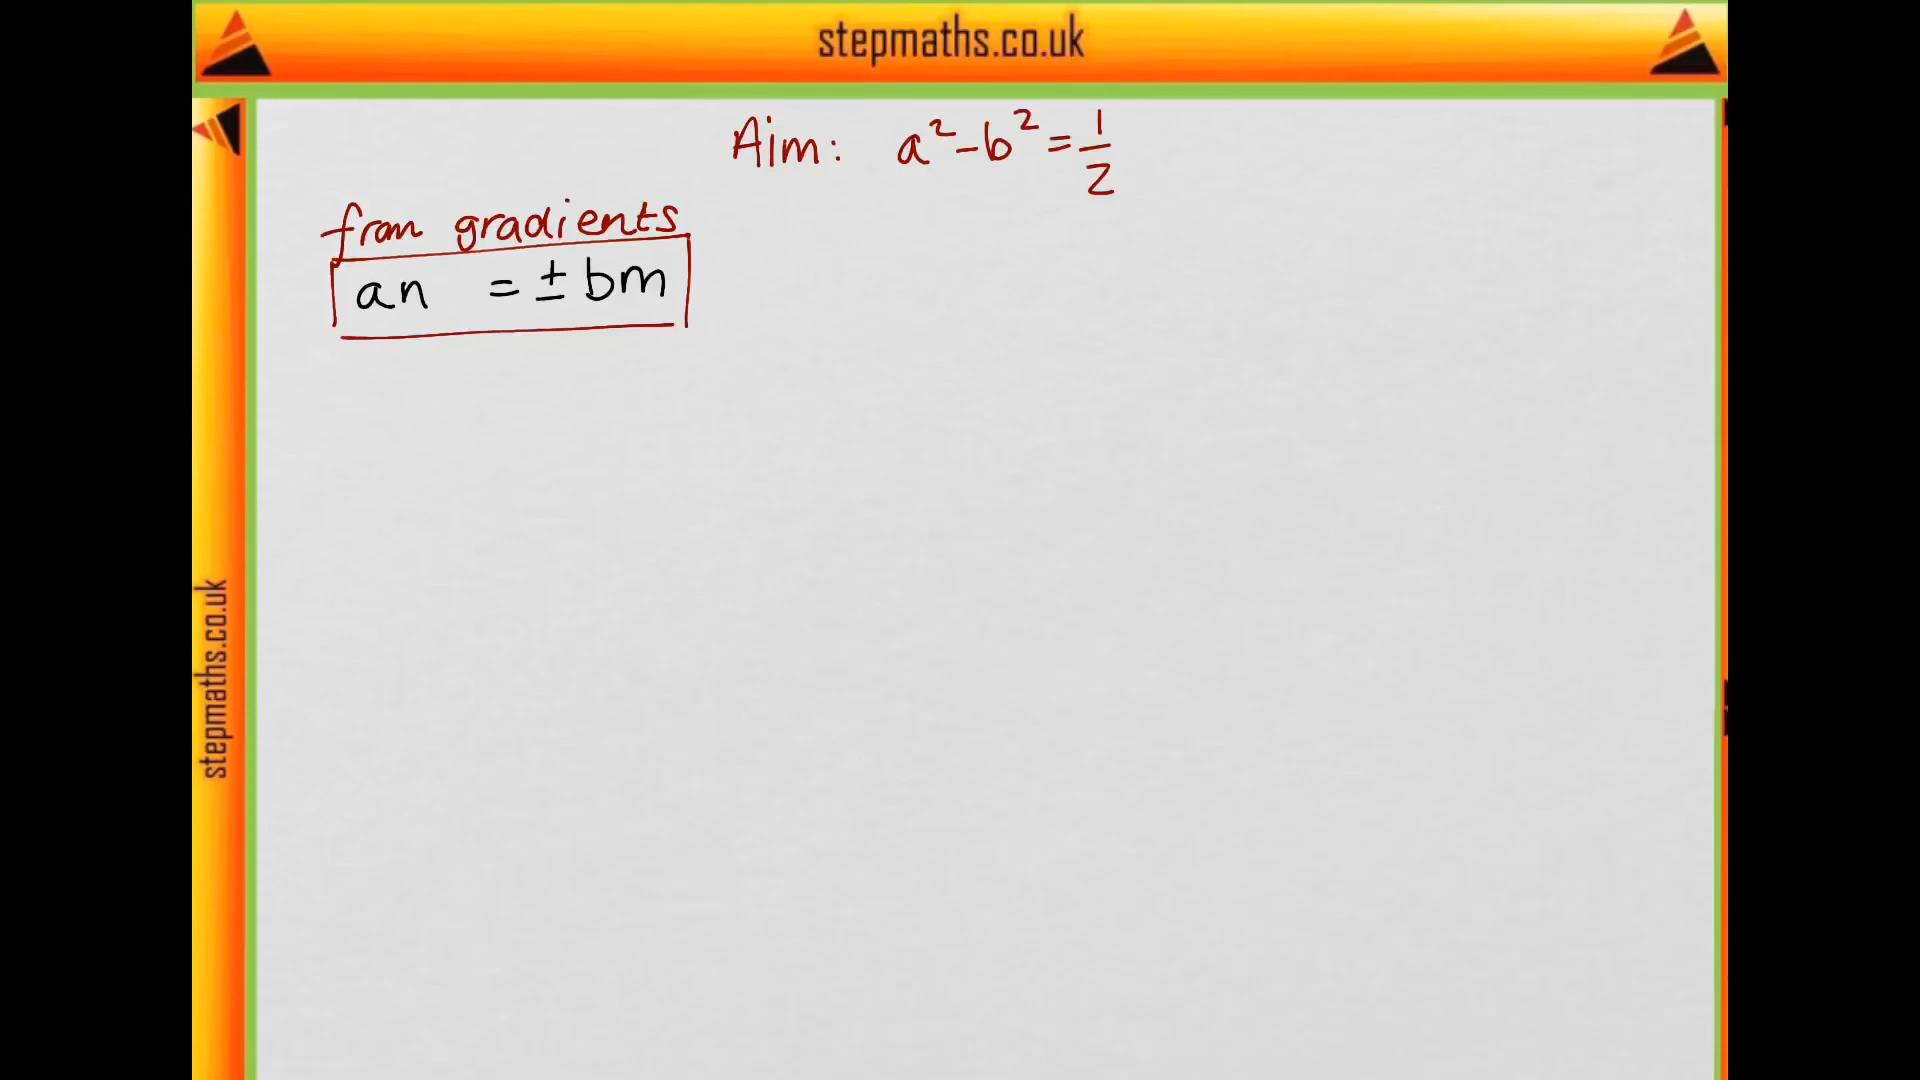 stepmaths.co.uk
Aim: a² - b² = 1/2
from gradients
an = ± bm
stepmaths.co.uk